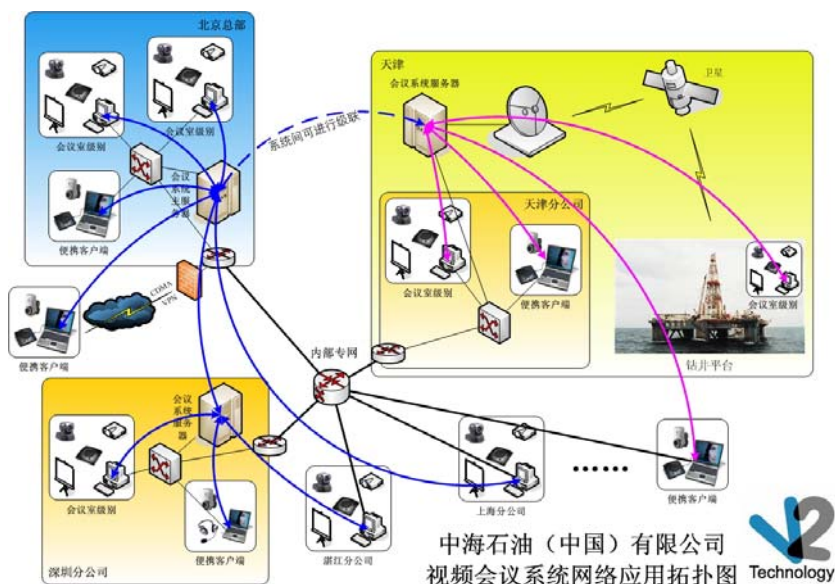 北京总部
会议室级别
会议室级别
会议
系统主服
务器
便携客户端
CDMA
VPN
便携客户端
系统间可进行级联
天津
会议系统服务器
卫星
天津分公司
会议室级别
便携客户端
会议室级别
钻井平台
内部专网
会议
系统服务
器
会议室级别
便携客户端
深圳分公司
湛江分公司
上海分公司
便携客户端
中海石油（中国）有限公司
视频会议系统网络应用拓扑图
V2
Technology